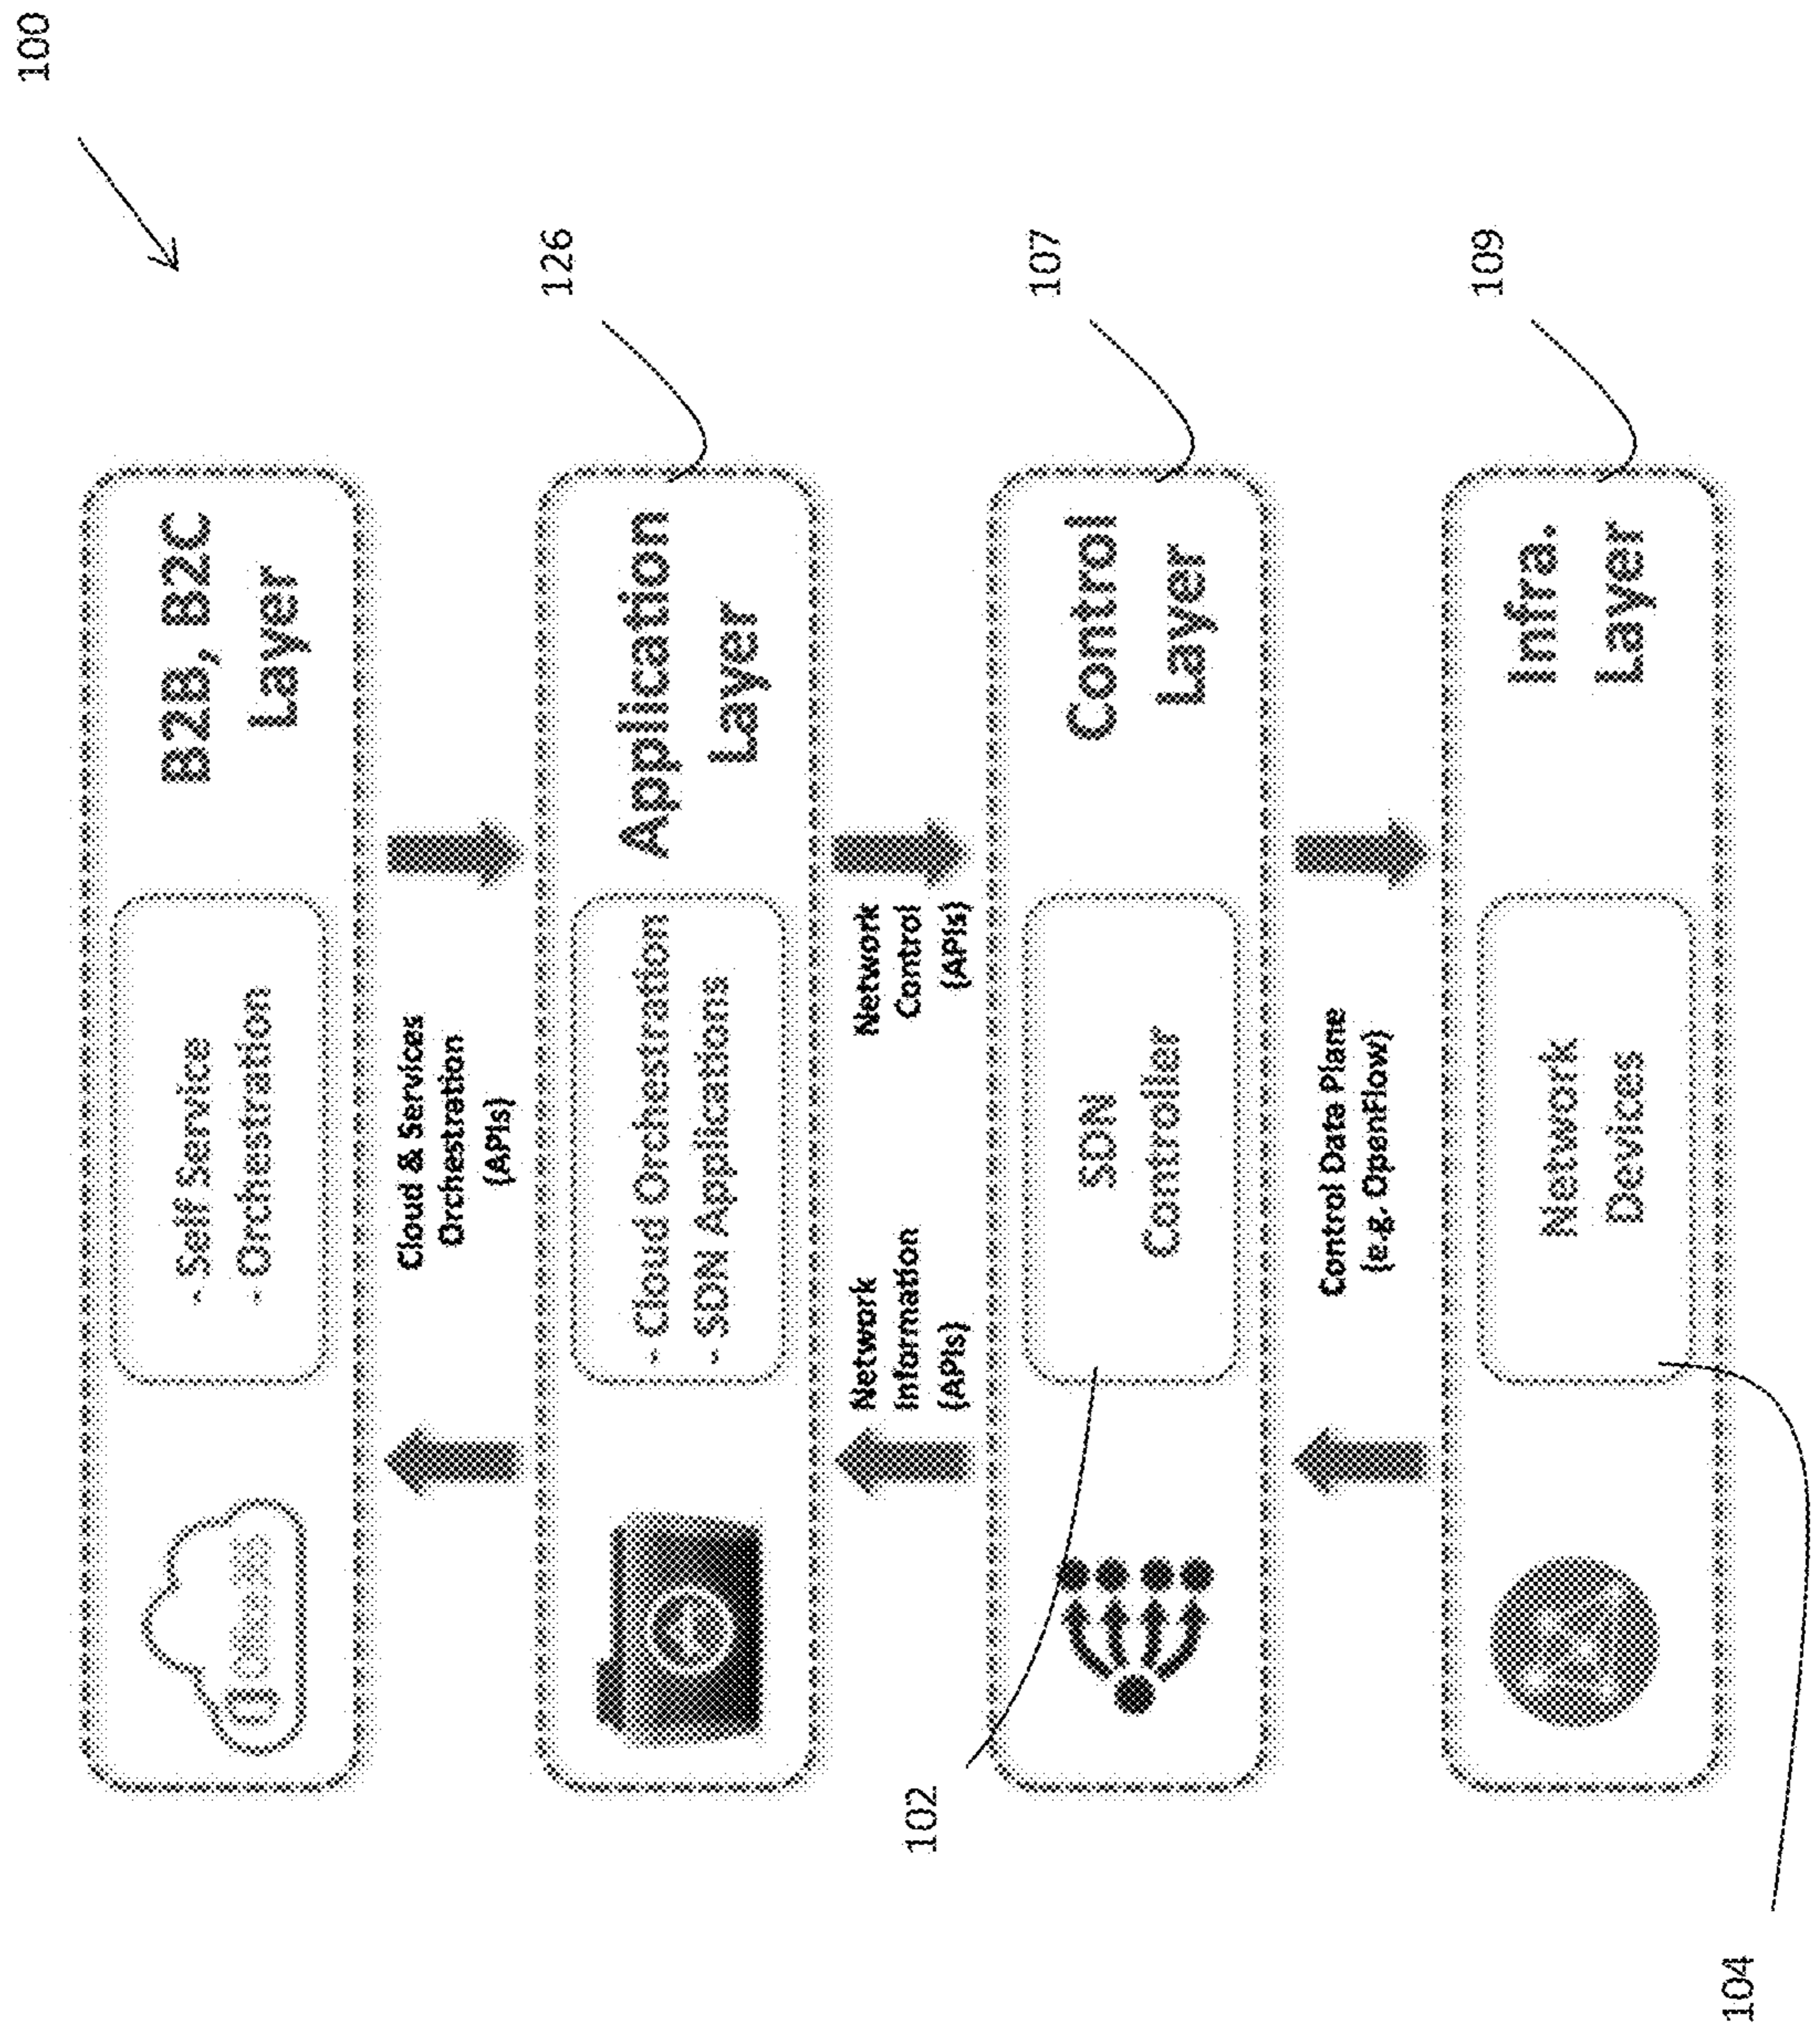 100
B2B, B2C
Layer
- Self Service
- Orchestration
Cloud & Services
Orchestration
(APIs)
126
Application
Layer
- Cloud Orchestration
- SDN Applications
Network
Information
(APIs)
Network
Control
(APIs)
102
107
Control
Layer
SDN
Controller
Control Data Plane
(e.g. OpenFlow)
109
Infra.
Layer
Network
Devices
104